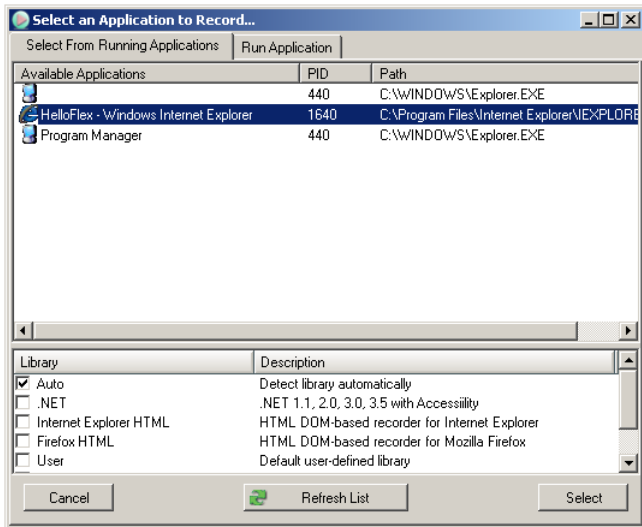 Select an Application to Record...
Select From Running Applications Run Application
Available Applications PID Path
440 C:\WINDOWS\Explorer.EXE
HelloFlex - Windows Internet Explorer 1640 C:\Program Files\Internet Explorer\IEXPLORE
Program Manager 440 C:\WINDOWS\Explorer.EXE
Library Description
Auto Detect library automatically
.NET .NET 1.1, 2.0, 3.0, 3.5 with Accessiility
Internet Explorer HTML HTML DOM-based recorder for Internet Explorer
Firefox HTML HTML DOM-based recorder for Mozilla Firefox
User Default user-defined library
Cancel Refresh List Select